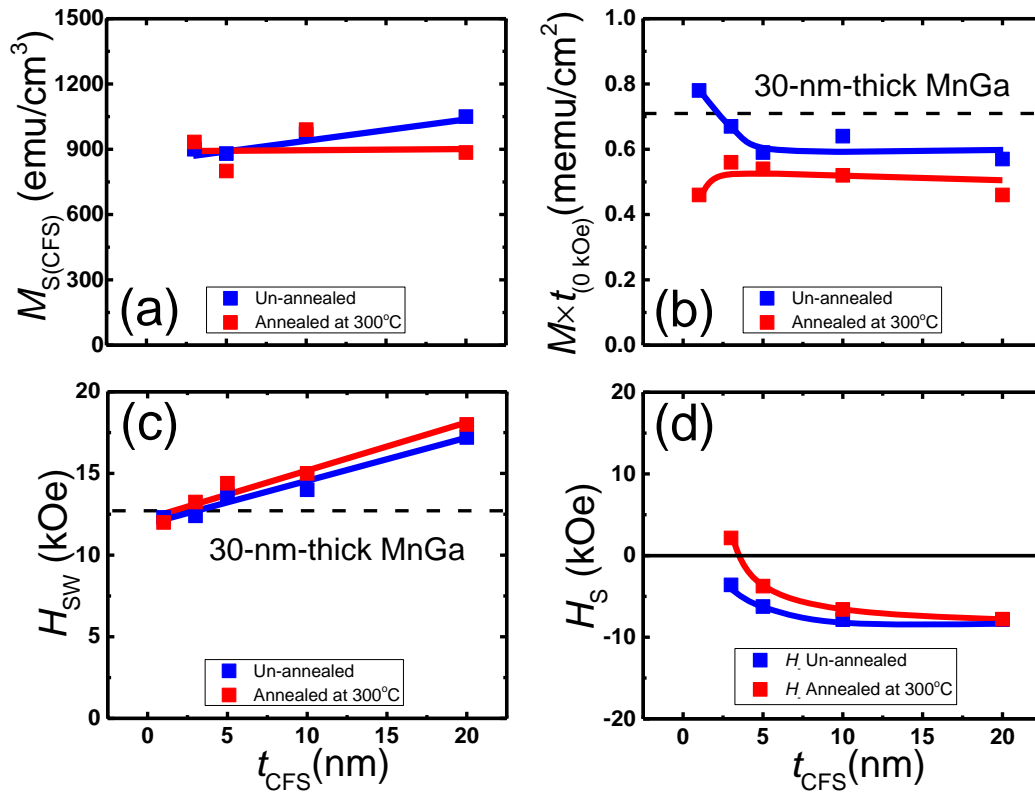 1500
1200
900
600
300
0
M_S(CFS) (emu/cm³)
(a)
Un-annealed
Annealed at 300°C
1.0
0.8
0.6
0.4
0.2
0.0
M×t_(0 kOe)(memu/cm²)
30-nm-thick MnGa
(b)
Un-annealed
Annealed at 300°C
20
15
10
5
0
H_SW (kOe)
(c)
30-nm-thick MnGa
Un-annealed
Annealed at 300°C
0 5 10 15 20
t_CFS(nm)
20
10
0
-10
-20
H_S (kOe)
(d)
H_- Un-annealed
H_- Annealed at 300°C
0 5 10 15 20
t_CFS(nm)